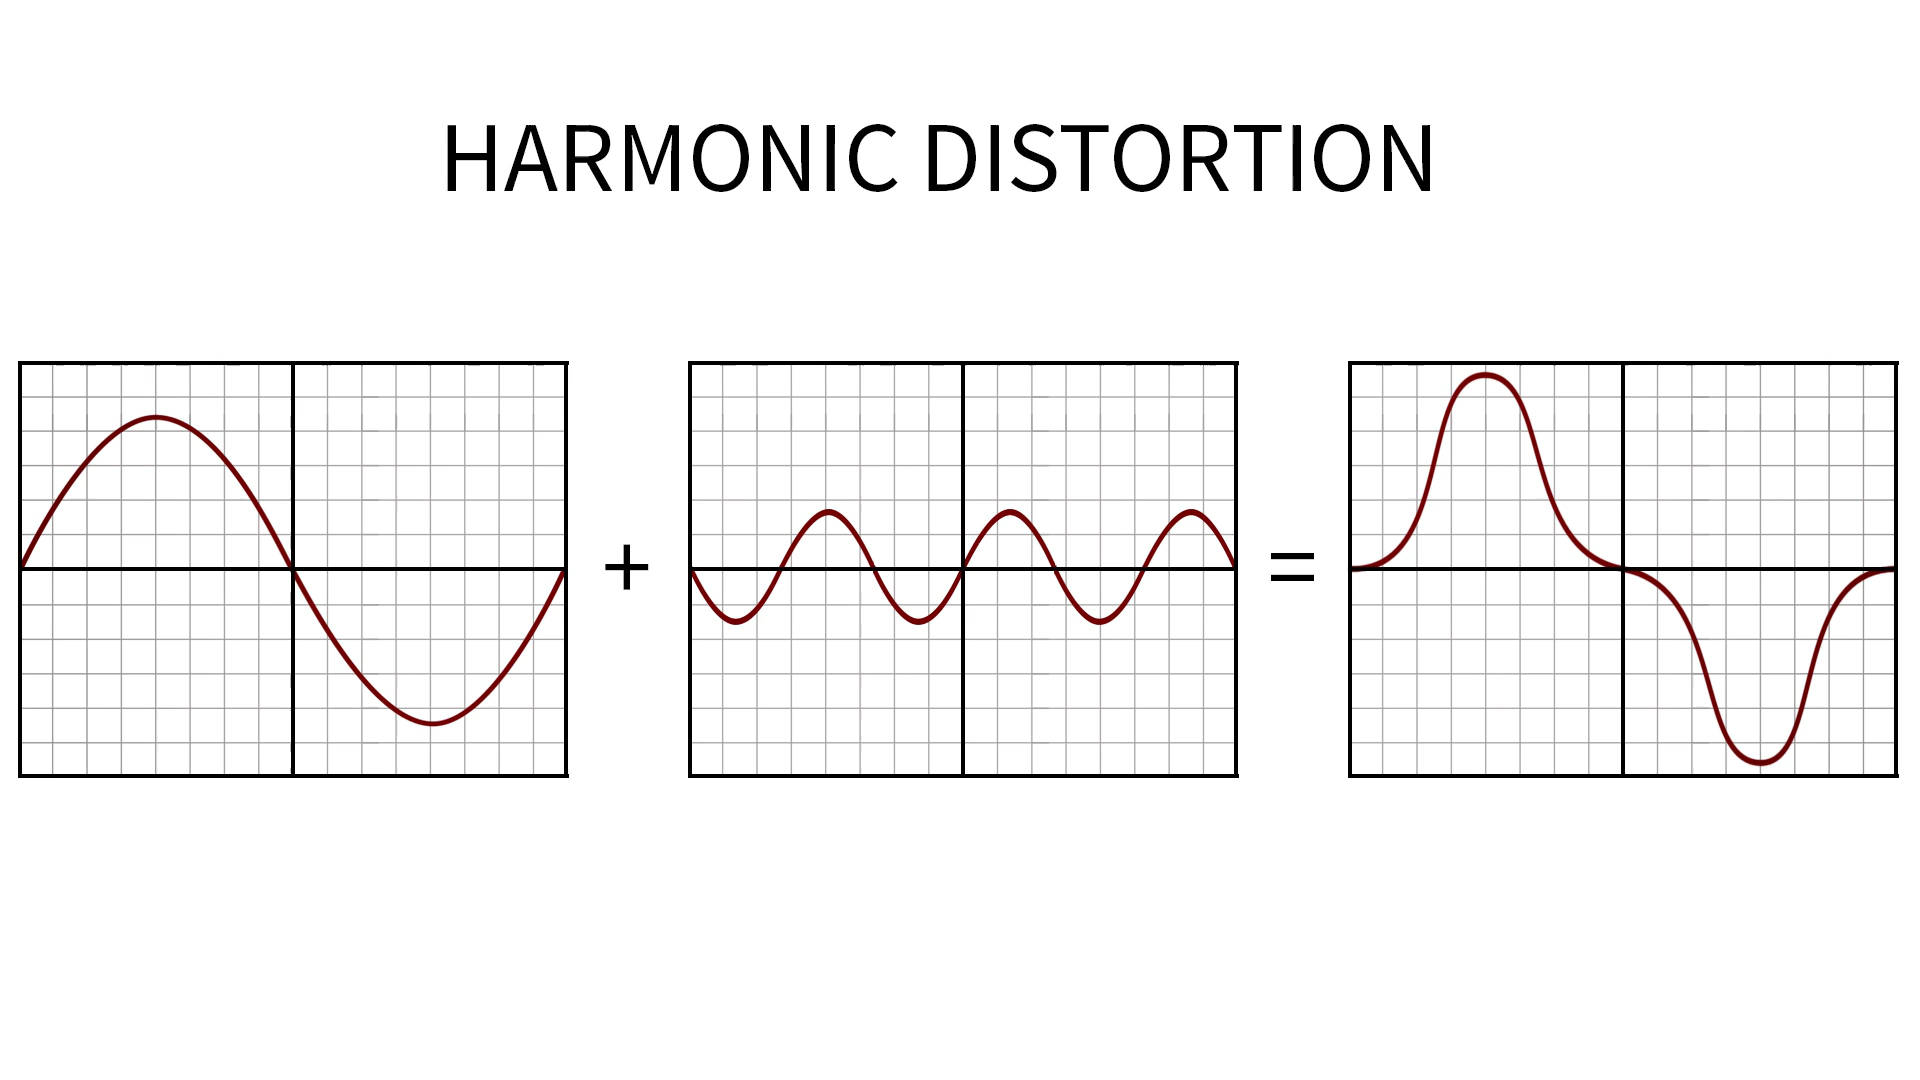 HARMONIC DISTORTION
+ =